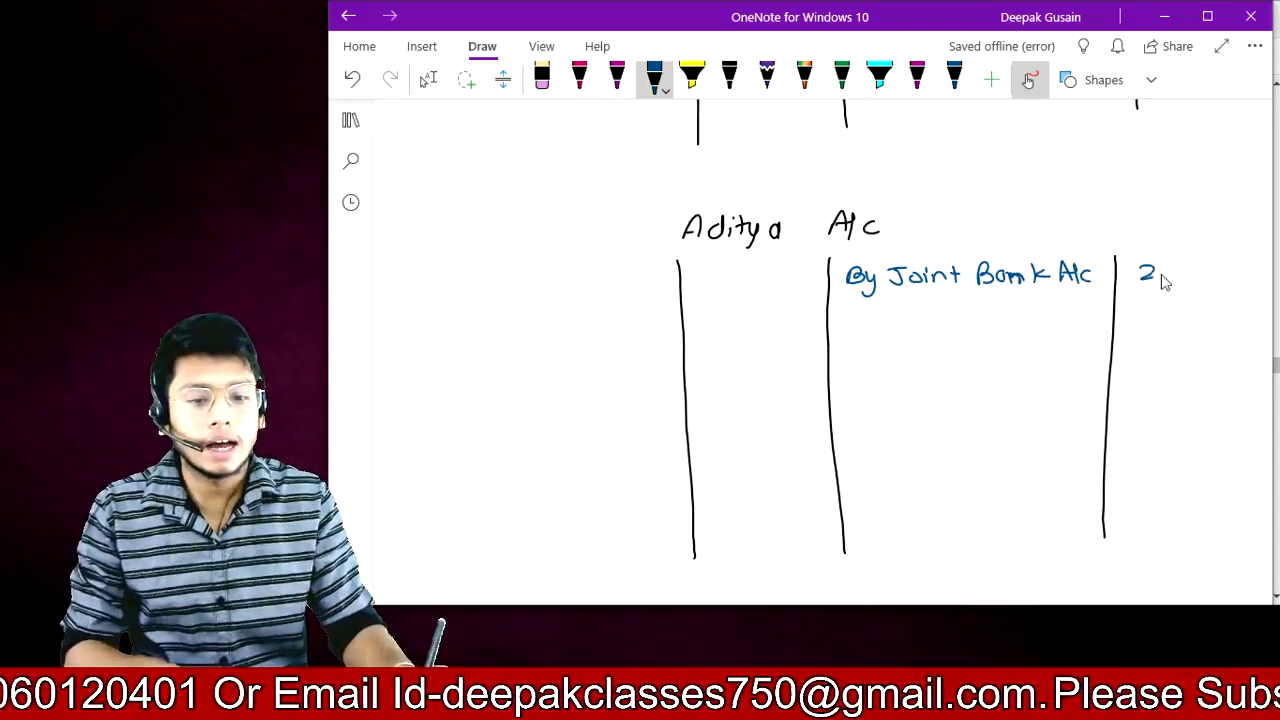 OneNote for Windows 10
Deepak Gusain
Home Insert Draw View Help
Saved offline (error)
Share
Shapes
Aditya A/c
By Joint Bank A/c 2
060120401 Or Email Id-deepakclasses750@gmail.com. Please Subs